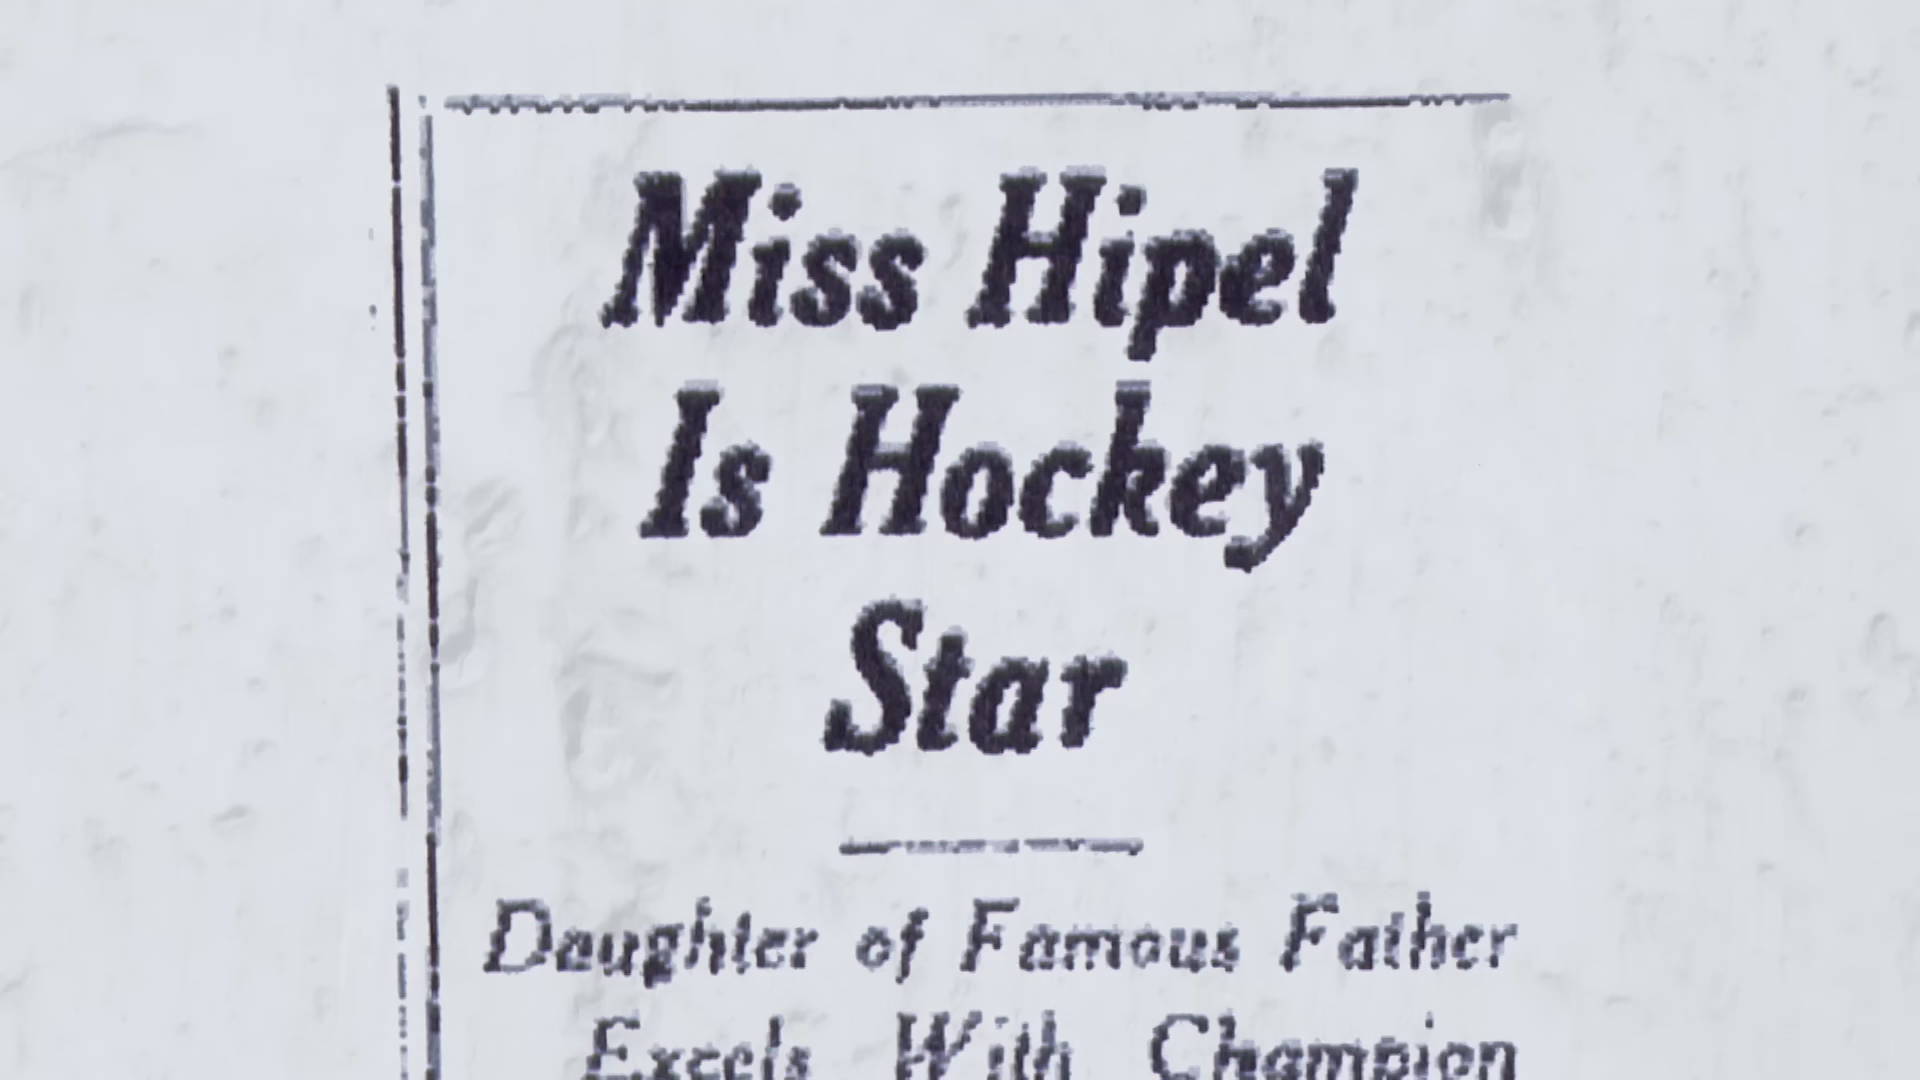 Miss Hipel
Is Hockey
Star
Daughter of Famous Father
Excels With Champion